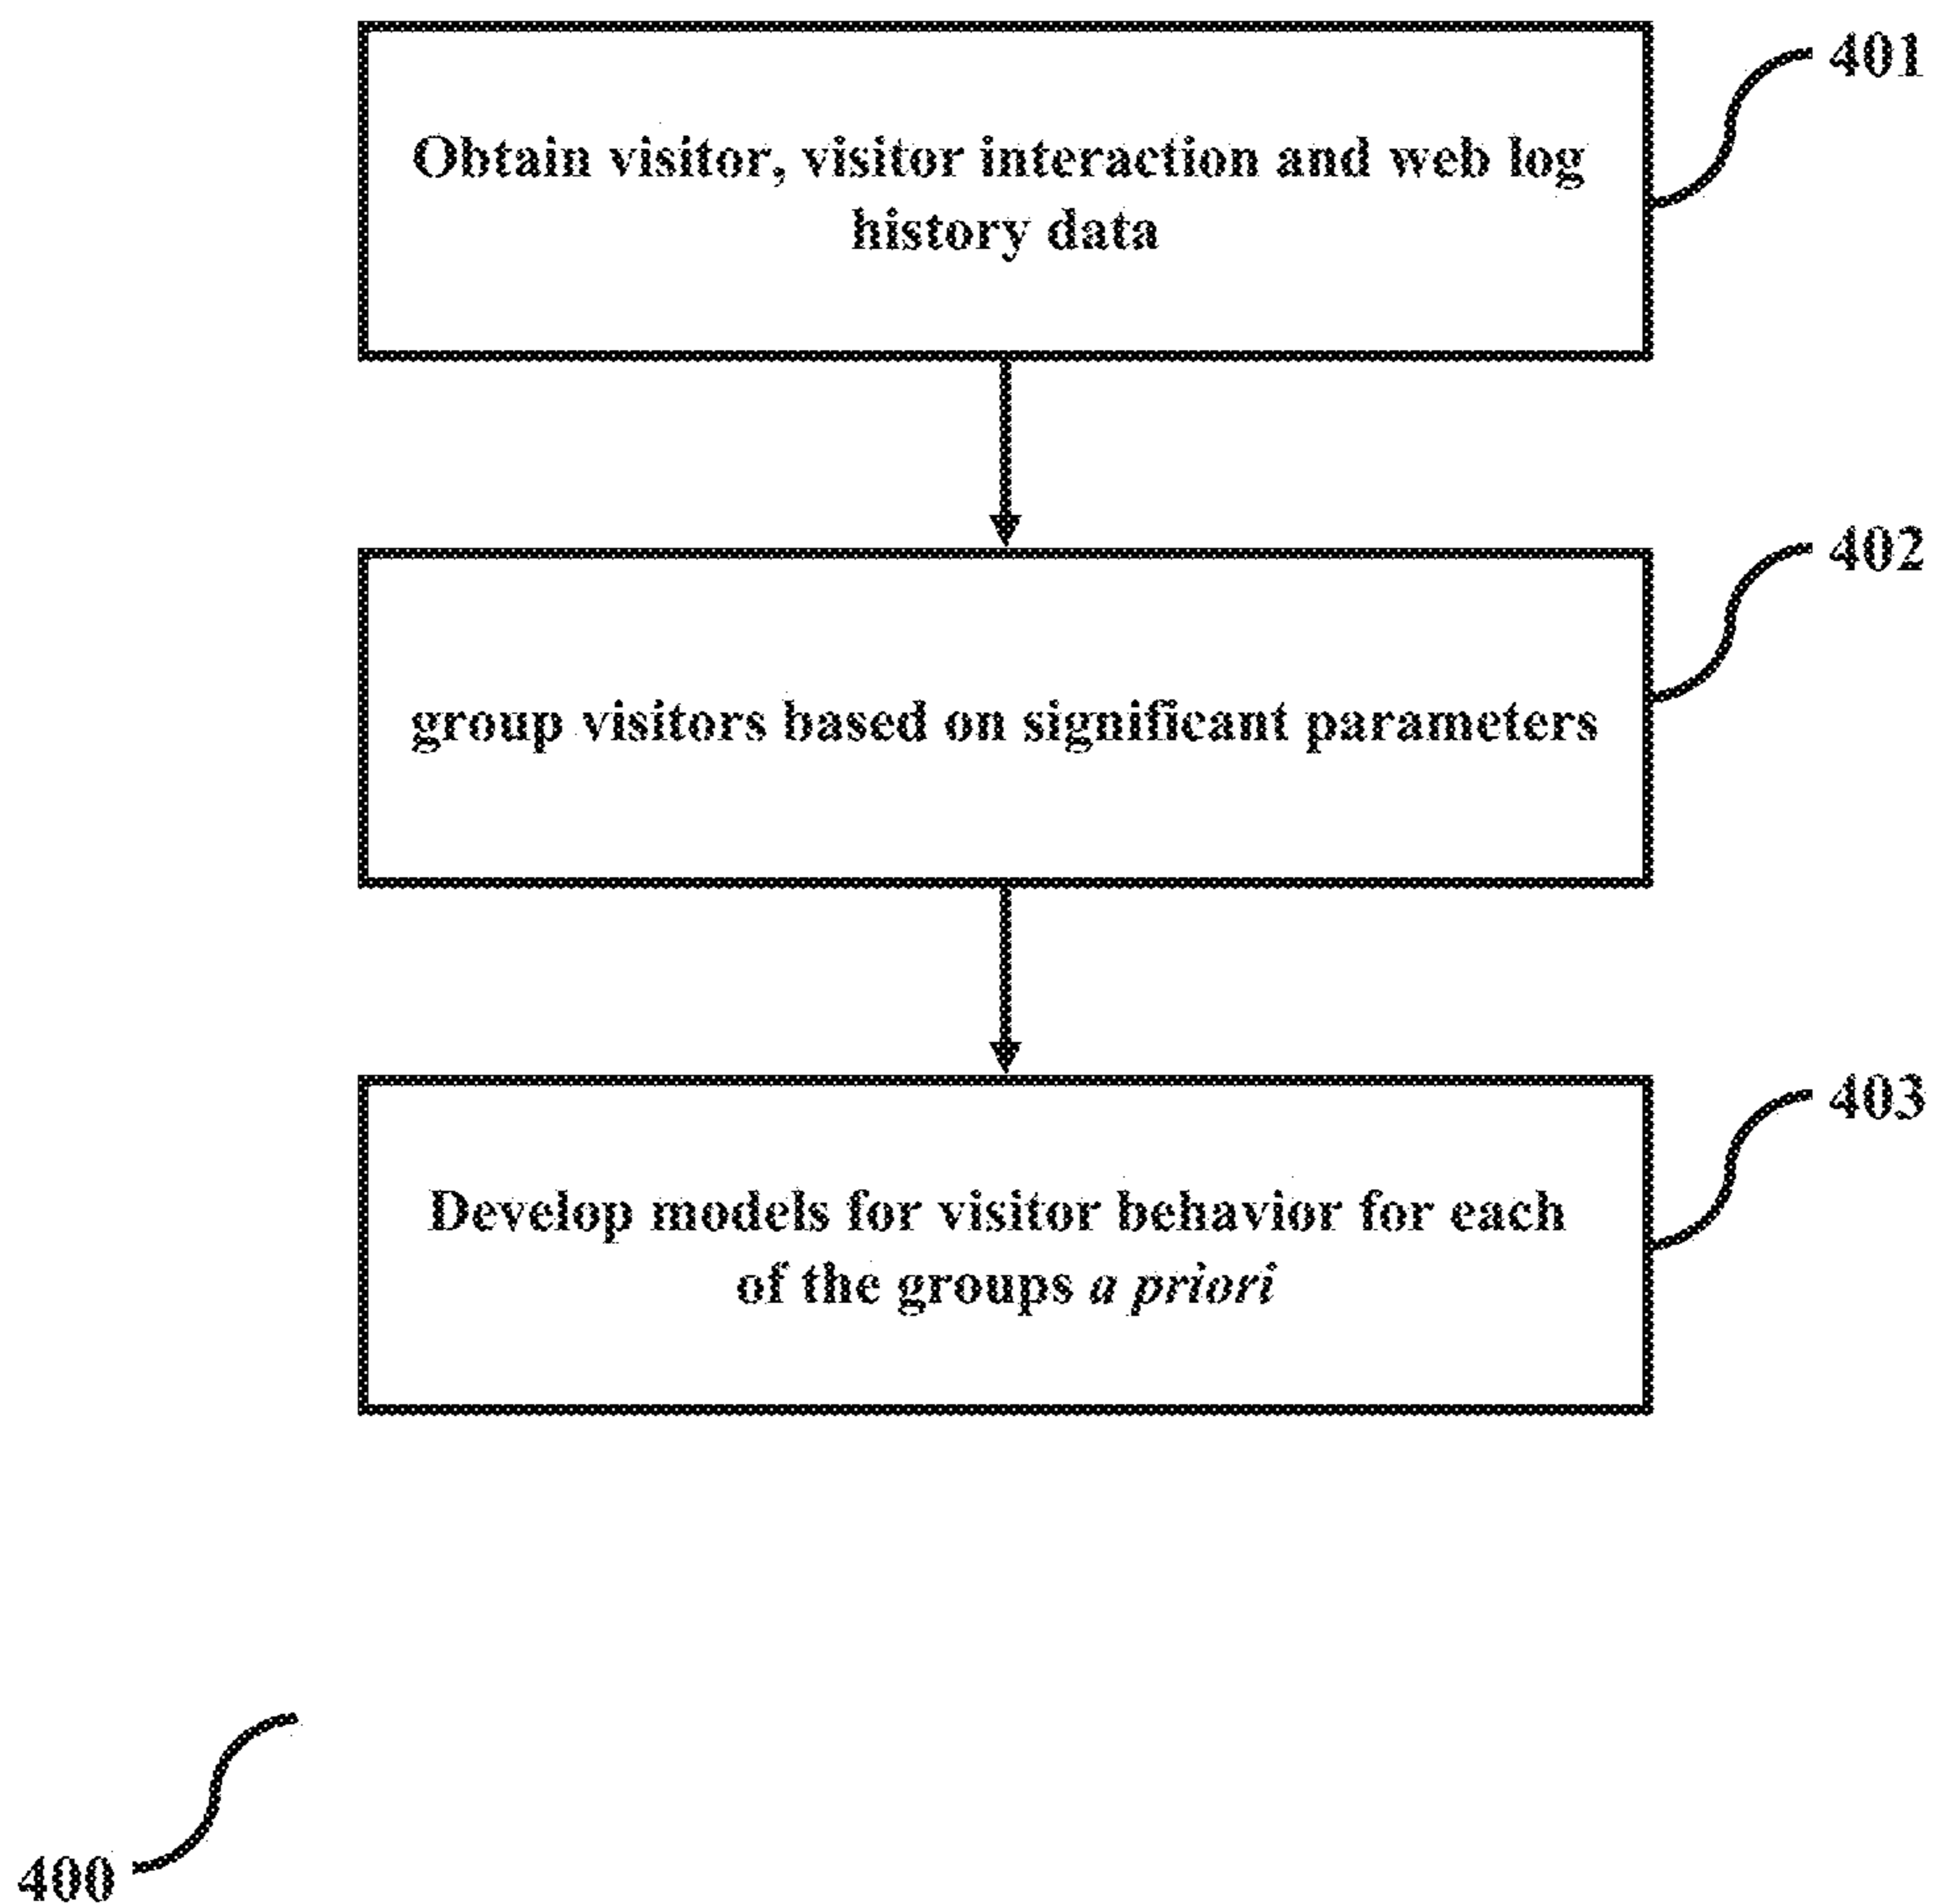 401
Obtain visitor, visitor interaction and web log
history data
402
group visitors based on significant parameters
403
Develop models for visitor behavior for each
of the groups a priori
400